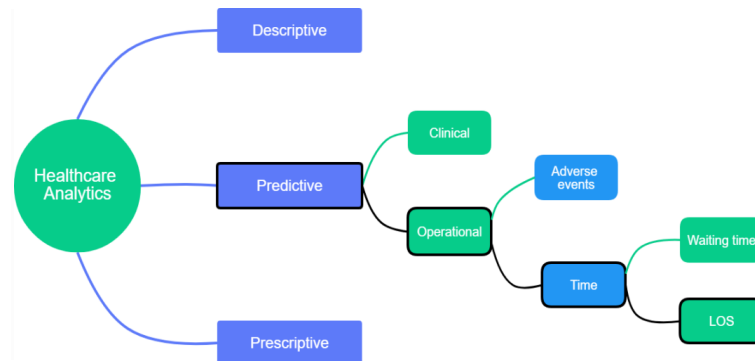 Descriptive
Healthcare
Analytics
Predictive
Clinical
Adverse
events
Operational
Waiting time
Time
LOS
Prescriptive